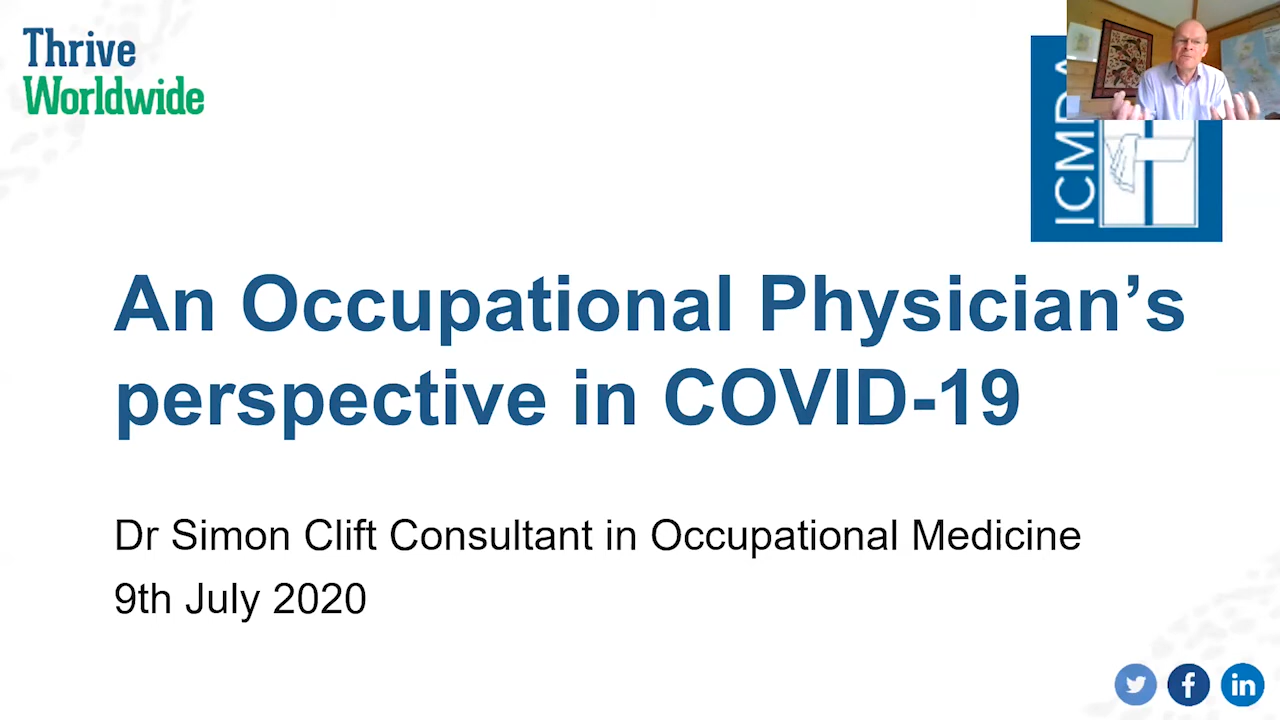 Thrive
Worldwide
ICMDA
An Occupational Physician’s
perspective in COVID-19
Dr Simon Clift Consultant in Occupational Medicine
9th July 2020